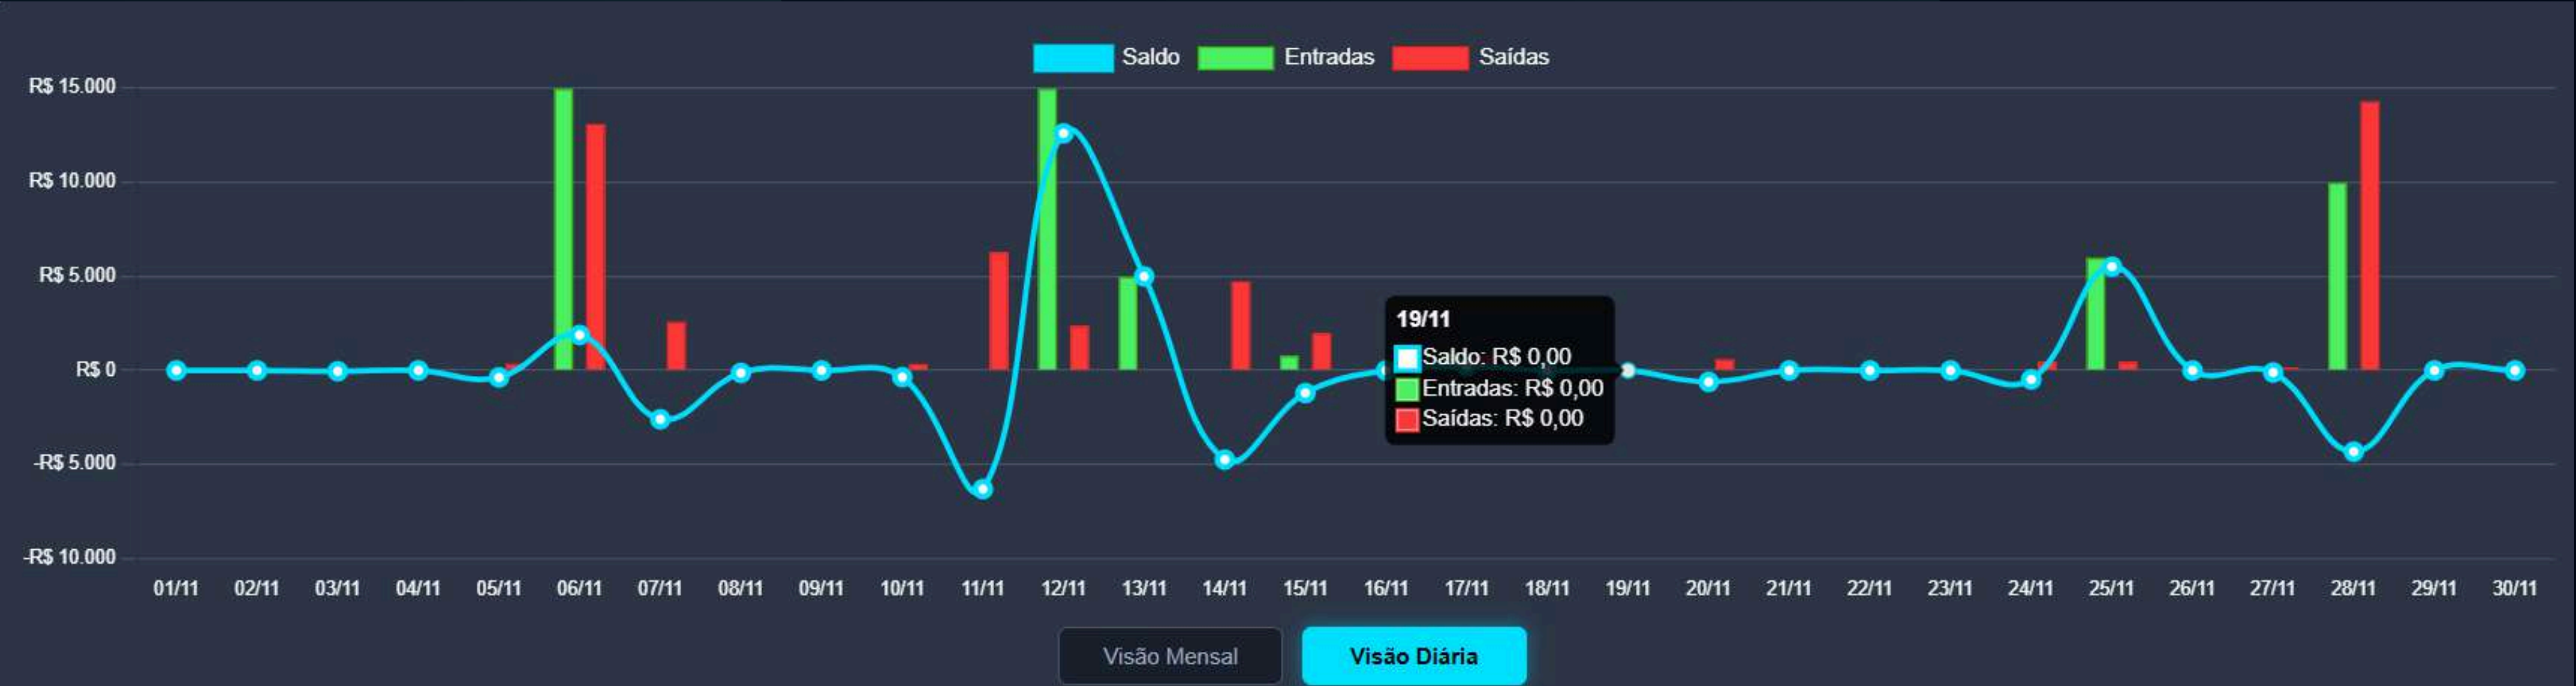 Saldo Entradas Saídas
R$ 15.000
R$ 10.000
R$ 5.000
R$ 0
-R$ 5.000
-R$ 10.000
19/11
Saldo: R$ 0,00
Entradas: R$ 0,00
Saídas: R$ 0,00
01/11 02/11 03/11 04/11 05/11 06/11 07/11 08/11 09/11 10/11 11/11 12/11 13/11 14/11 15/11 16/11 17/11 18/11 19/11 20/11 21/11 22/11 23/11 24/11 25/11 26/11 27/11 28/11 29/11 30/11
Visão Mensal Visão Diária